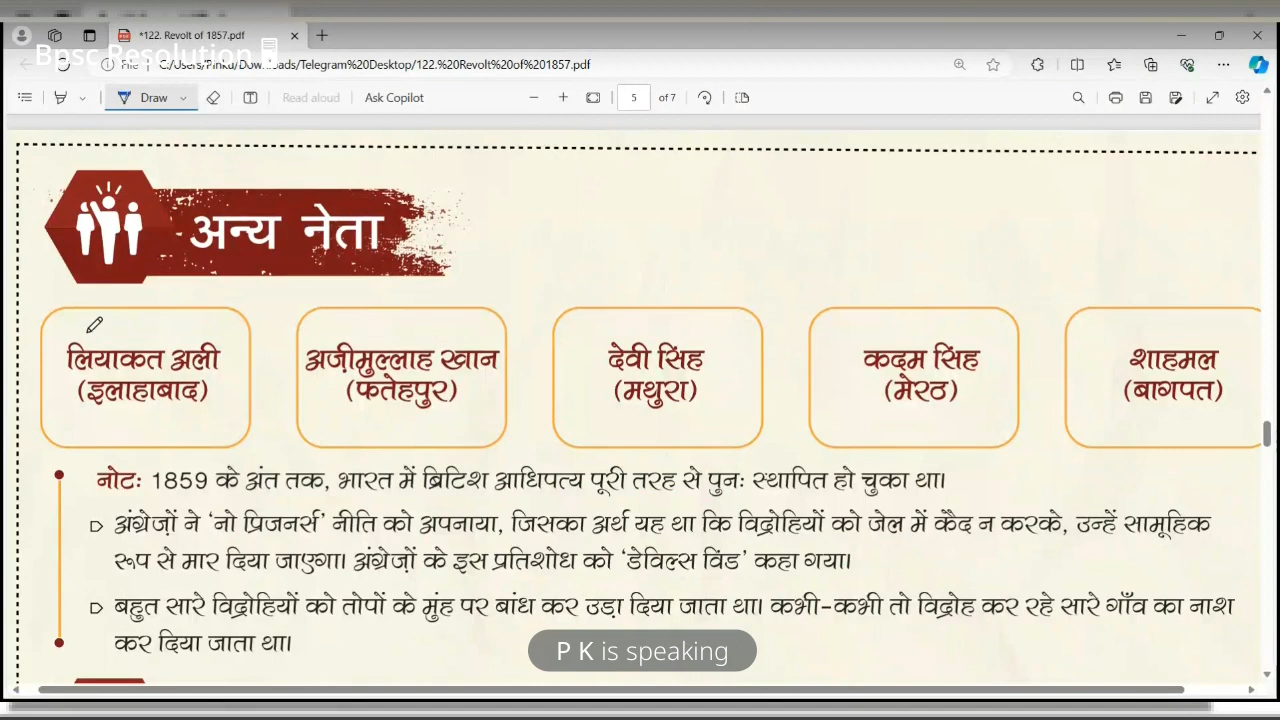 *122. Revolt of 1857.pdf
Bpsc Resolution
File C:/Users/Pinku/Downloads/Telegram%20Desktop/122.%20Revolt%20of%201857.pdf
Draw Read aloud Ask Copilot 5 of 7
अन्य नेता
लियाकत अली
(इलाहाबाद)
अज़ीमुल्लाह खान
(फतेहपुर)
देवी सिंह
(मथुरा)
कदम सिंह
(मेरठ)
शाहमल
(बागपत)
नोटः 1859 के अंत तक, भारत में ब्रिटिश आधिपत्य पूरी तरह से पुनः स्थापित हो चुका था।
अंग्रेज़ों ने ‘नो प्रिजनर्स’ नीति को अपनाया, जिसका अर्थ यह था कि विद्रोहियों को जेल में कैद न करके, उन्हें सामूहिक
रूप से मार दिया जाएगा। अंग्रेज़ों के इस प्रतिशोध को ‘डेविल्स विंड’ कहा गया।
बहुत सारे विद्रोहियों को तोपों के मुंह पर बांध कर उड़ा दिया जाता था। कभी-कभी तो विद्रोह कर रहे सारे गाँव का नाश
कर दिया जाता था।
P K is speaking